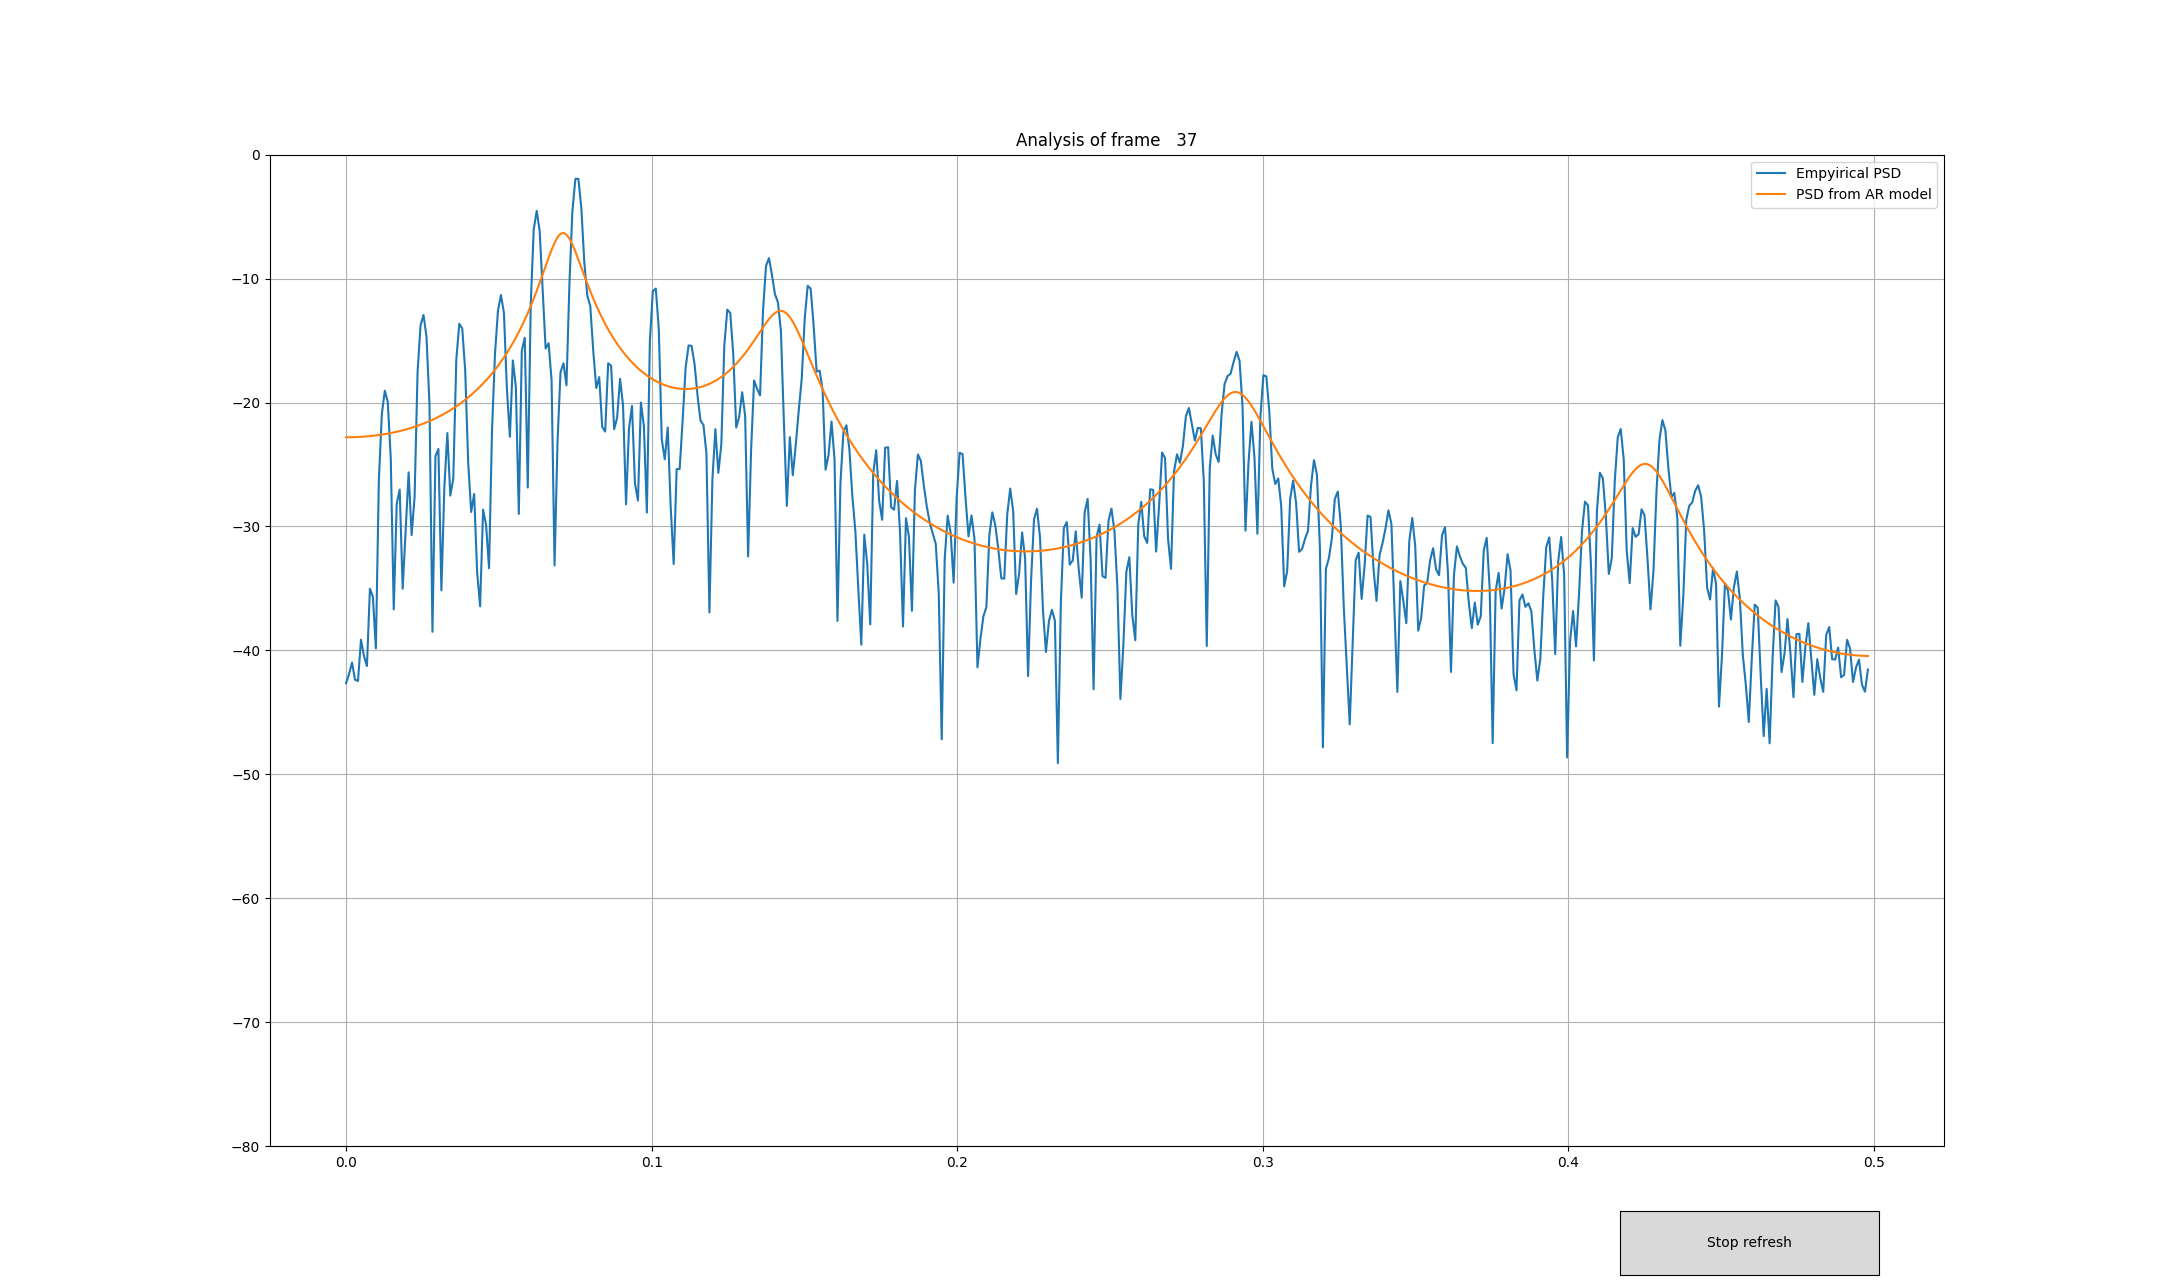 Analysis of frame 37
Empyirical PSD
PSD from AR model
0
−10
−20
−30
−40
−50
−60
−70
−80
0.0 0.1 0.2 0.3 0.4 0.5
Stop refresh